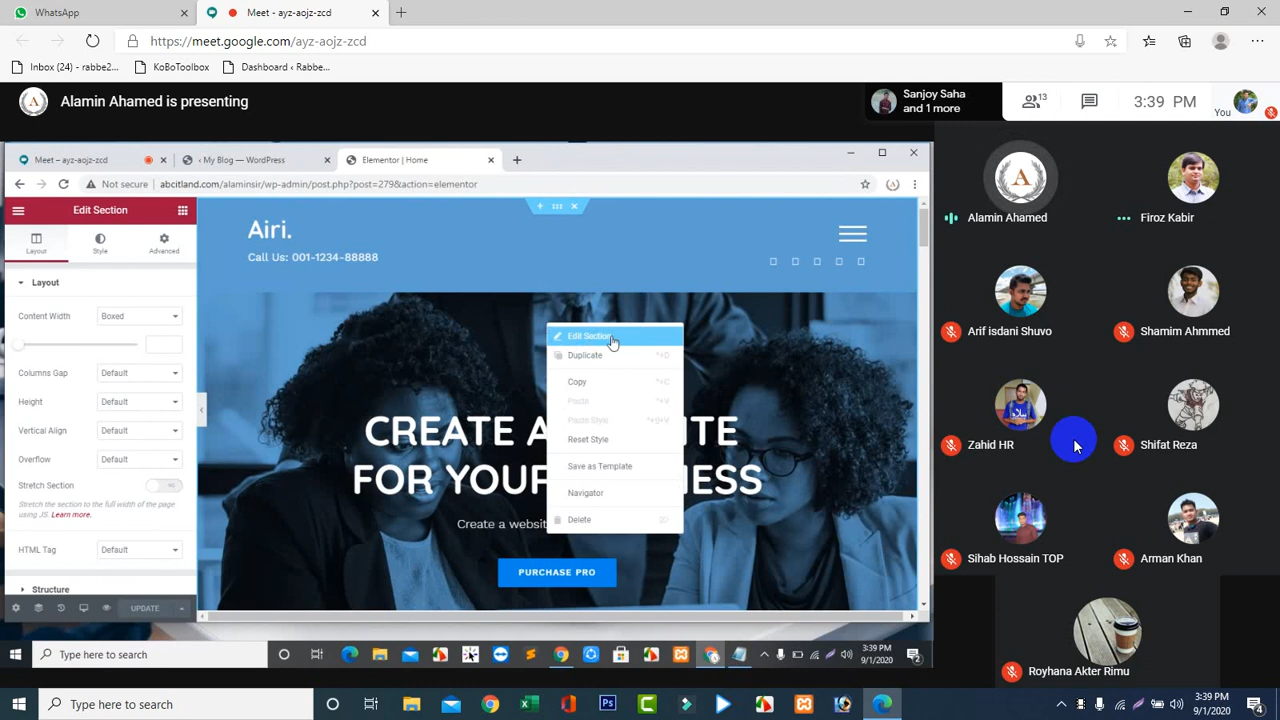 WhatsApp
Meet - ayz-aojz-zcd
https://meet.google.com/ayz-aojz-zcd
Inbox (24) - rabbe2...
KoBoToolbox
Dashboard ‹ Rabbe...
Alamin Ahamed is presenting
Sanjoy Saha
and 1 more
13
3:39 PM
You
Meet – ayz-aojz-zcd
‹ My Blog — WordPress
Elementor | Home
Not secure
abcitland.com/alaminsir/wp-admin/post.php?post=279&action=elementor
Edit Section
Layout
Style
Advanced
Layout
Content Width
Boxed
Columns Gap
Default
Height
Default
Vertical Align
Default
Overflow
Default
Stretch Section
NO
Stretch the section to the full width of the page
using JS. Learn more.
HTML Tag
Default
Structure
UPDATE
Airi.
Call Us: 001-1234-88888
CREATE A
TE
FOR YOUR
ESS
Create a websit
PURCHASE PRO
Edit Section
Duplicate
^+D
Copy
^+C
Paste
^+V
Paste Style
^+⇧+V
Reset Style
Save as Template
Navigator
Delete
Alamin Ahamed
Firoz Kabir
Arif isdani Shuvo
Shamim Ahmmed
Zahid HR
Shifat Reza
Sihab Hossain TOP
Arman Khan
Royhana Akter Rimu
Type here to search
3:39 PM
9/1/2020
2
Type here to search
3:39 PM
9/1/2020
4